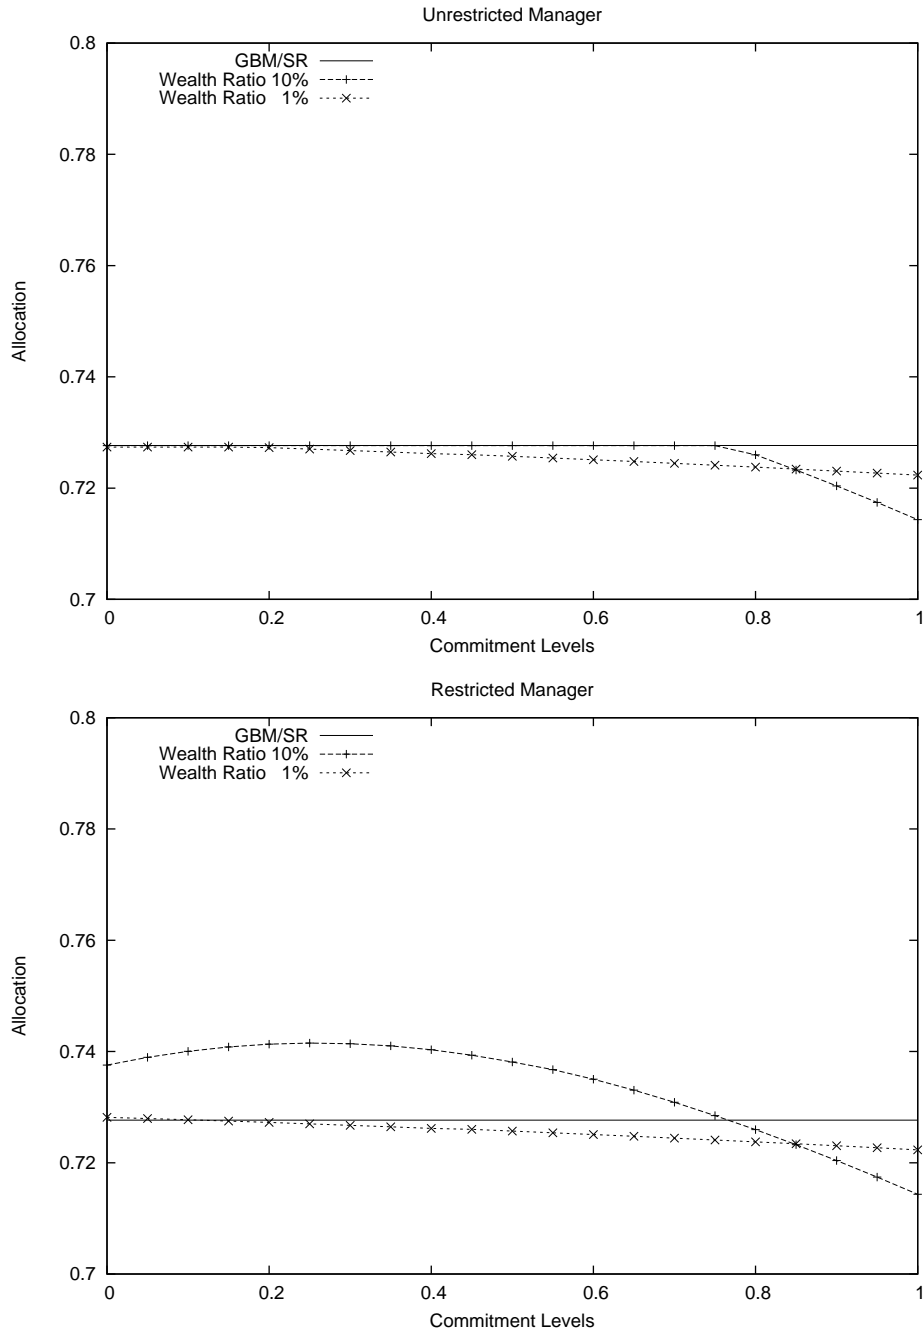 Unrestricted Manager
0.8
GBM/SR
Wealth Ratio 10%
Wealth Ratio 1%
0.78
0.76
Allocation
0.74
0.72
0.7
0 0.2 0.4 0.6 0.8 1
Commitment Levels
Restricted Manager
0.8
GBM/SR
Wealth Ratio 10%
Wealth Ratio 1%
0.78
0.76
Allocation
0.74
0.72
0.7
0 0.2 0.4 0.6 0.8 1
Commitment Levels